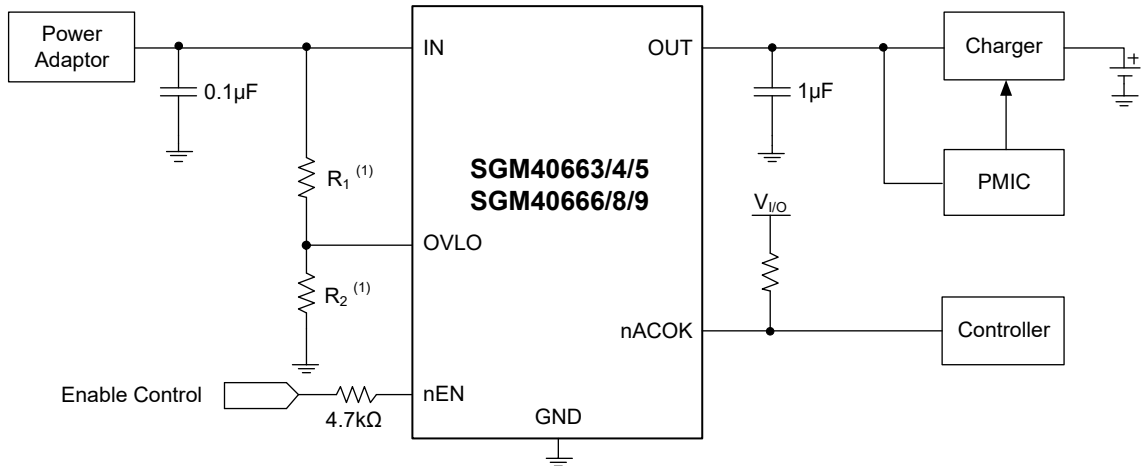 Power
Adaptor
0.1µF
R1 (1)
R2 (1)
Enable Control
4.7kΩ
IN
OVLO
nEN
SGM40663/4/5
SGM40666/8/9
GND
OUT
nACOK
1µF
VI/O
Charger
+
PMIC
Controller